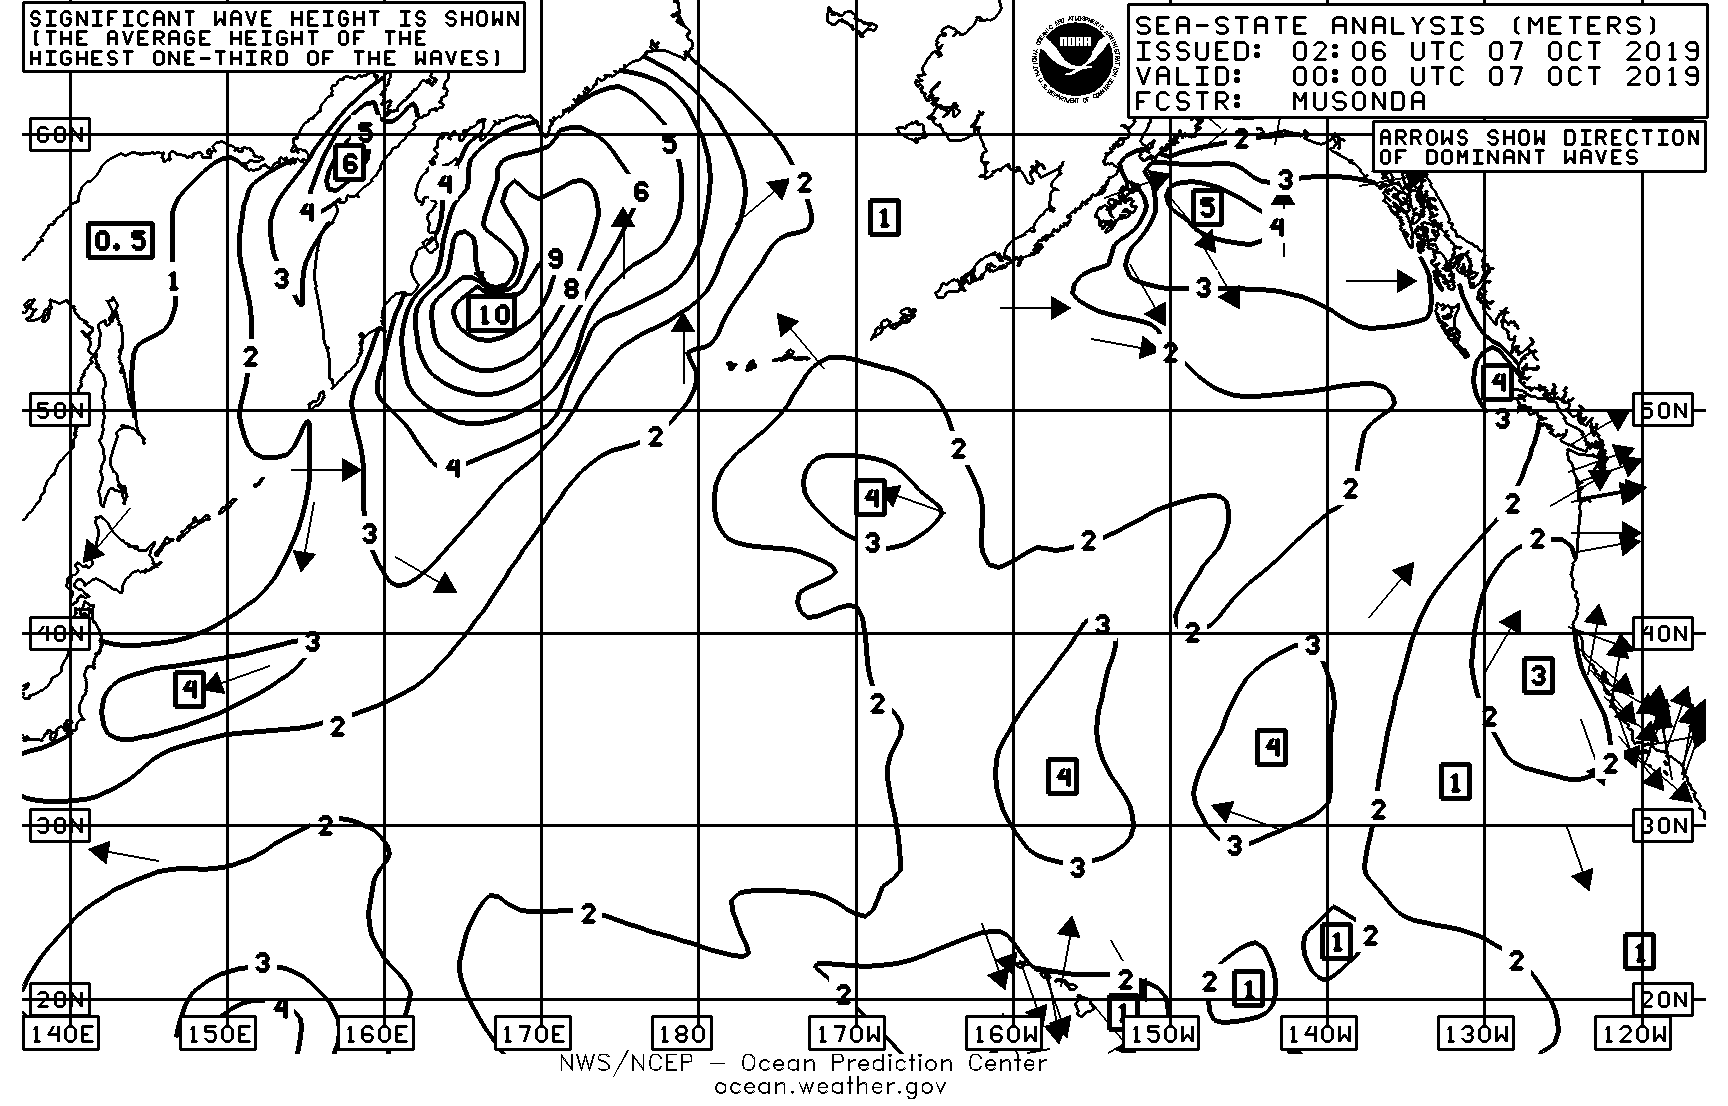 SIGNIFICANT WAVE HEIGHT IS SHOWN
(THE AVERAGE HEIGHT OF THE
HIGHEST ONE-THIRD OF THE WAVES)
NOAA
SEA-STATE ANALYSIS (METERS)
ISSUED: 02:06 UTC 07 OCT 2019
VALID: 00:00 UTC 07 OCT 2019
FCSTR: MUSONDA
ARROWS SHOW DIRECTION
OF DOMINANT WAVES
60N
5
6
4
4
5
6
2
2
3
0.5
1
5
4
1
3
4
9
8
3
10
2
2
4
50N
3
50N
2
2
4
4
3
2
2
3
2
2
40N
3
3
2
3
40N
4
2
3
2
2
4
4
2
1
2
30N
2
3
3
30N
2
2
1
3
2
2
2
1
1
20N
4
2
1
20N
140E
150E
160E
170E
180
170W
160W
150W
140W
130W
120W
NWS/NCEP — Ocean Prediction Center
ocean.weather.gov